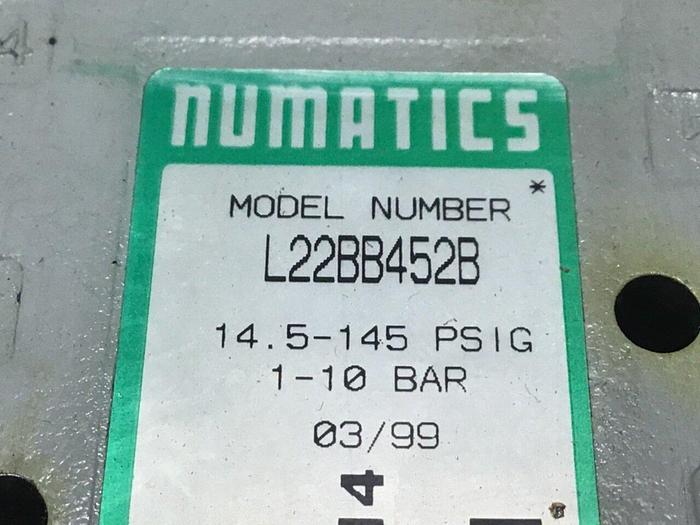 NUMATICS
*
MODEL NUMBER
L22BB452B
14.5-145 PSIG
1-10 BAR
03/99